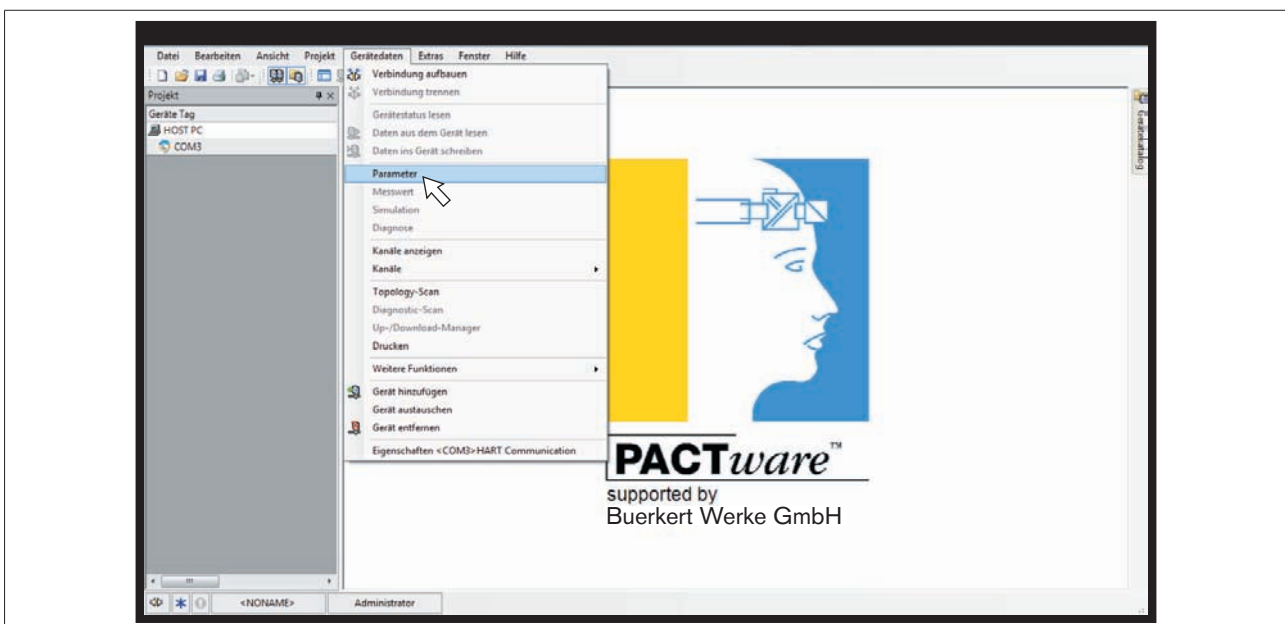 Datei Bearbeiten Ansicht Projekt Gerätedaten Extras Fenster Hilfe
Projekt
Geräte Tag
HOST PC
COM3
Verbindung aufbauen
Verbindung trennen
Gerätestatus lesen
Daten aus dem Gerät lesen
Daten ins Gerät schreiben
Parameter
Messwert
Simulation
Diagnose
Kanäle anzeigen
Kanäle
Topology-Scan
Diagnostic-Scan
Up-/Download-Manager
Drucken
Weitere Funktionen
Gerät hinzufügen
Gerät austauschen
Gerät entfernen
Eigenschaften <COM3>HART Communication
Gerätekatalog
PACTware™
supported by
Buerkert Werke GmbH
<NONAME> Administrator